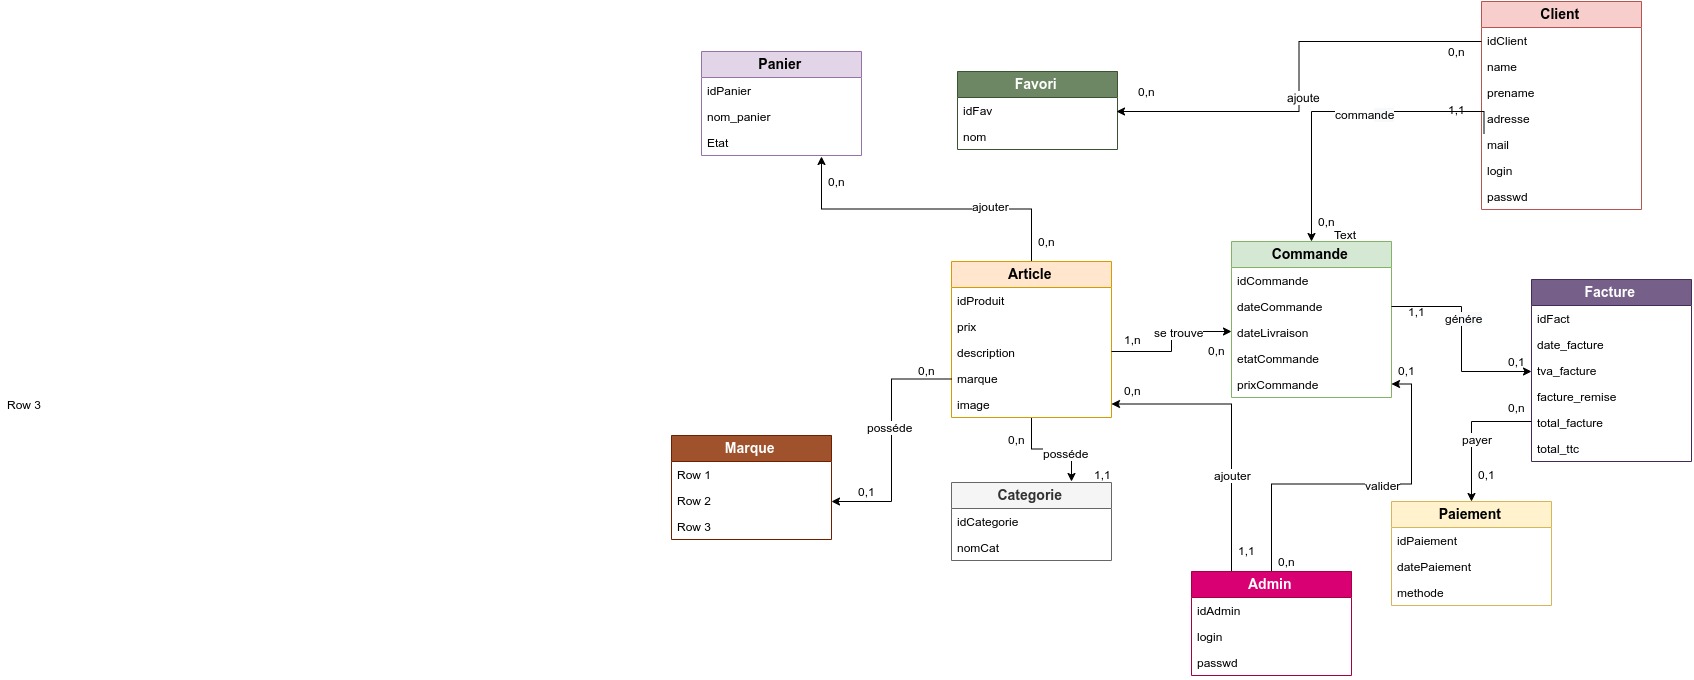 Client
idClient
name
prename
adresse
mail
login
passwd
0,n
ajoute
0,n
1,1
commande
0,n
Text
Panier
idPanier
nom_panier
Etat
0,n
ajouter
0,n
Favori
idFav
nom
Article
idProduit
prix
description
marque
image
1,n
se trouve
0,n
Commande
idCommande
dateCommande
dateLivraison
etatCommande
prixCommande
1,1
génére
0,1
Facture
idFact
date_facture
tva_facture
facture_remise
total_facture
total_ttc
0,n
payer
0,1
Paiement
idPaiement
datePaiement
methode
0,n
posséde
0,1
Marque
Row 1
Row 2
Row 3
Row 3
0,n
posséde
1,1
Categorie
idCategorie
nomCat
0,n
ajouter
1,1
0,1
valider
0,n
Admin
idAdmin
login
passwd